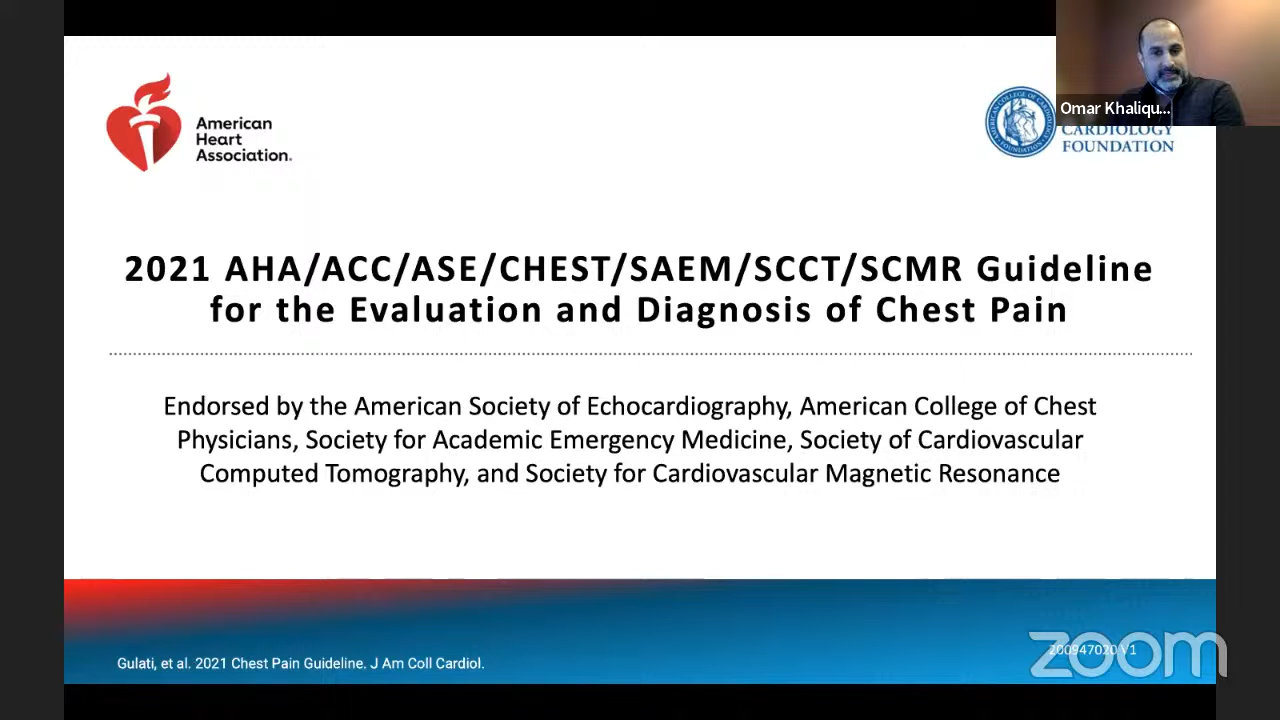 American
Heart
Association.
Omar Khaliqu...
CARDIOLOGY
FOUNDATION
2021 AHA/ACC/ASE/CHEST/SAEM/SCCT/SCMR Guideline
for the Evaluation and Diagnosis of Chest Pain
Endorsed by the American Society of Echocardiography, American College of Chest
Physicians, Society for Academic Emergency Medicine, Society of Cardiovascular
Computed Tomography, and Society for Cardiovascular Magnetic Resonance
Gulati, et al. 2021 Chest Pain Guideline. J Am Coll Cardiol.
200947020 V1
zoom